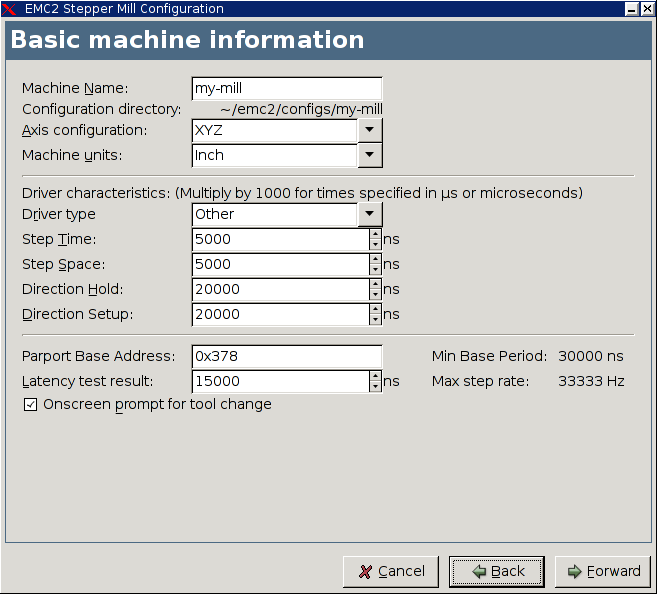 EMC2 Stepper Mill Configuration
Basic machine information
Machine Name: my-mill
Configuration directory: ~/emc2/configs/my-mill
Axis configuration: XYZ
Machine units: Inch
Driver characteristics: (Multiply by 1000 for times specified in µs or microseconds)
Driver type Other
Step Time: 5000 ns
Step Space: 5000 ns
Direction Hold: 20000 ns
Direction Setup: 20000 ns
Parport Base Address: 0x378 Min Base Period: 30000 ns
Latency test result: 15000 ns Max step rate: 33333 Hz
Onscreen prompt for tool change
Cancel Back Forward